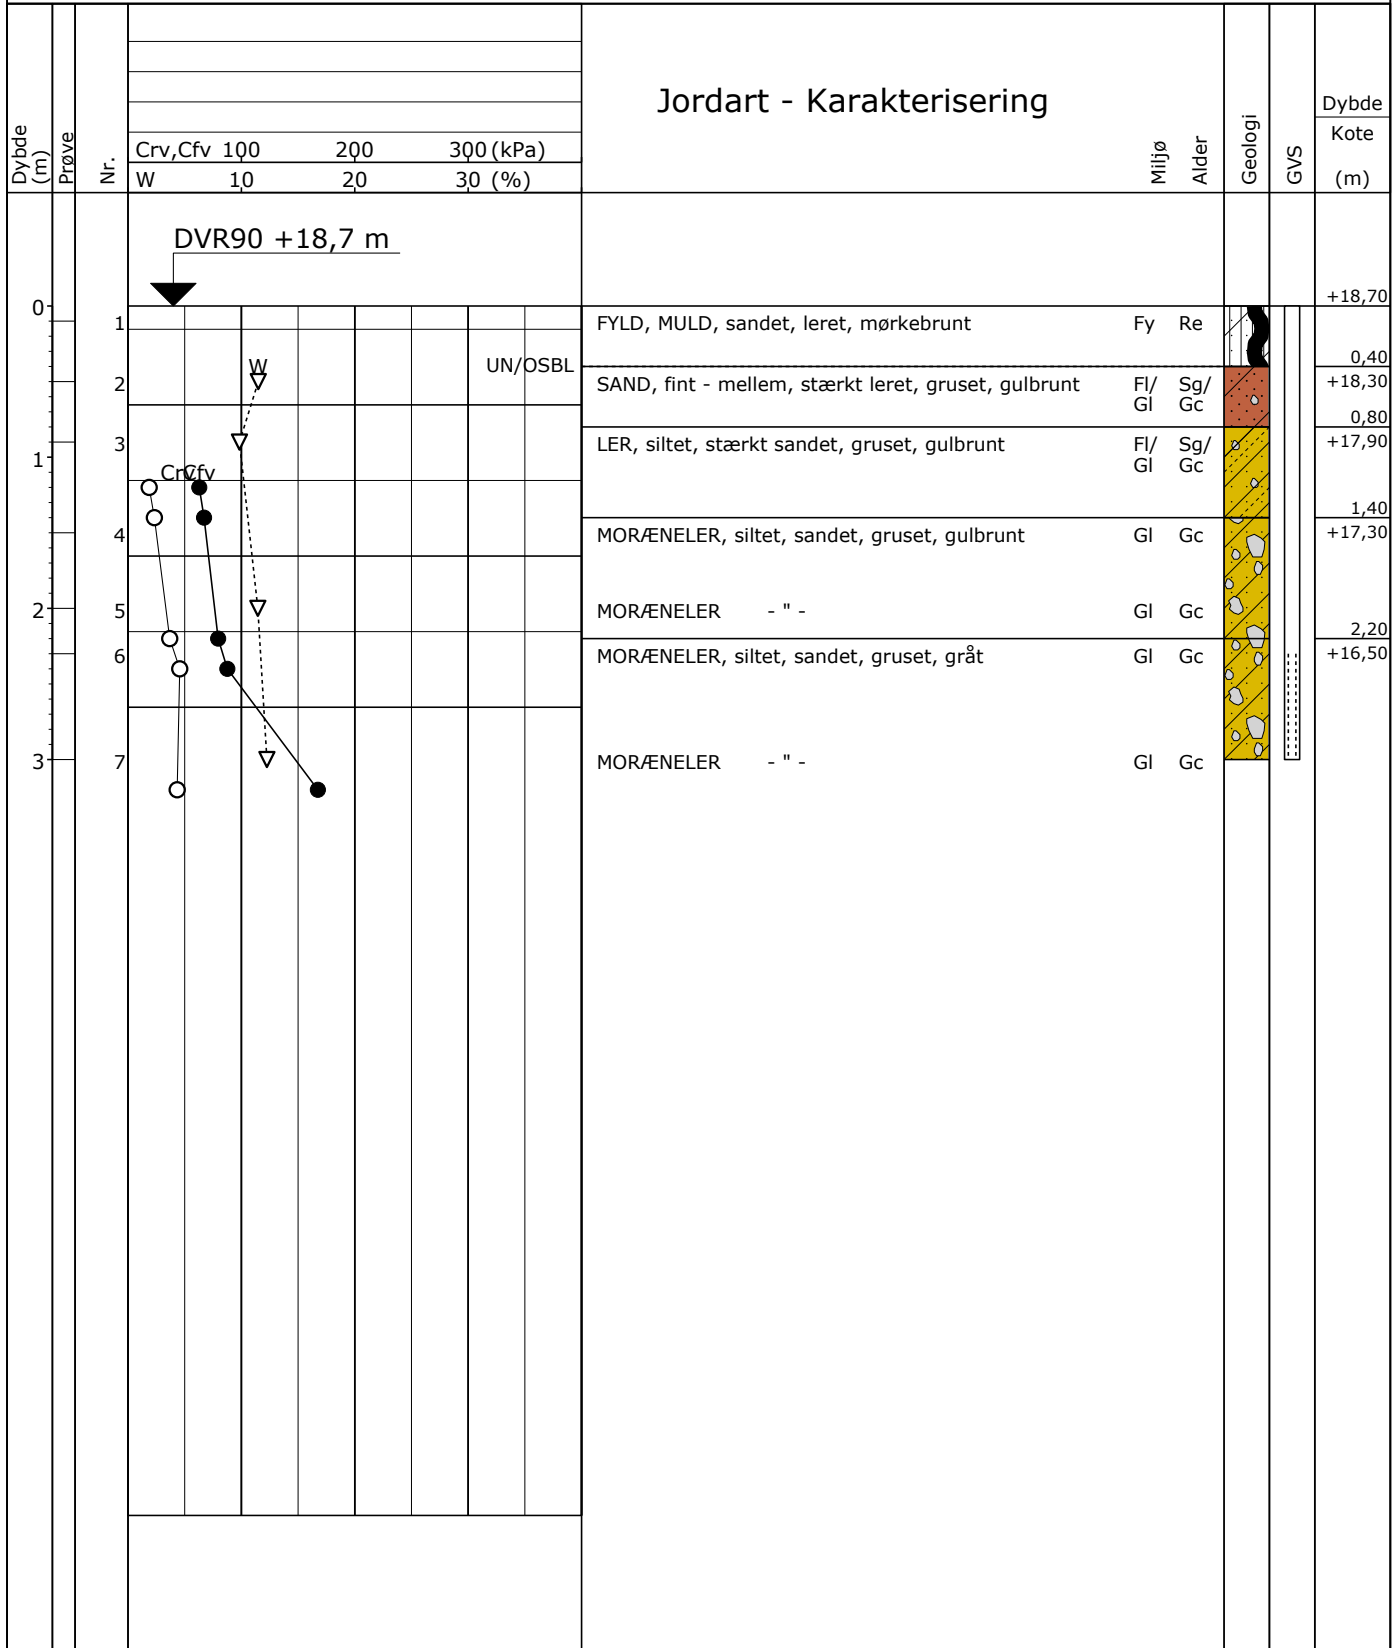 Jordart - Karakterisering
Dybde (m)
Prøve
Nr.
Crv,Cfv 100 200 300 (kPa)
W 10 20 30 (%)
Miljø
Alder
Geologi
GVS
Dybde
Kote
(m)
DVR90 +18,7 m
+18,70
0
1 FYLD, MULD, sandet, leret, mørkebrunt Fy Re
0,40
W
UN/OSBL
2 SAND, fint - mellem, stærkt leret, gruset, gulbrunt Fl/ Sg/ +18,30
Gl Gc
0,80
3 LER, siltet, stærkt sandet, gruset, gulbrunt Fl/ Sg/ +17,90
1 Gl Gc
Crv Cfv
1,40
4 MORÆNELER, siltet, sandet, gruset, gulbrunt Gl Gc +17,30
2 5 MORÆNELER - " - Gl Gc
2,20
6 MORÆNELER, siltet, sandet, gruset, gråt Gl Gc +16,50
3 7 MORÆNELER - " - Gl Gc